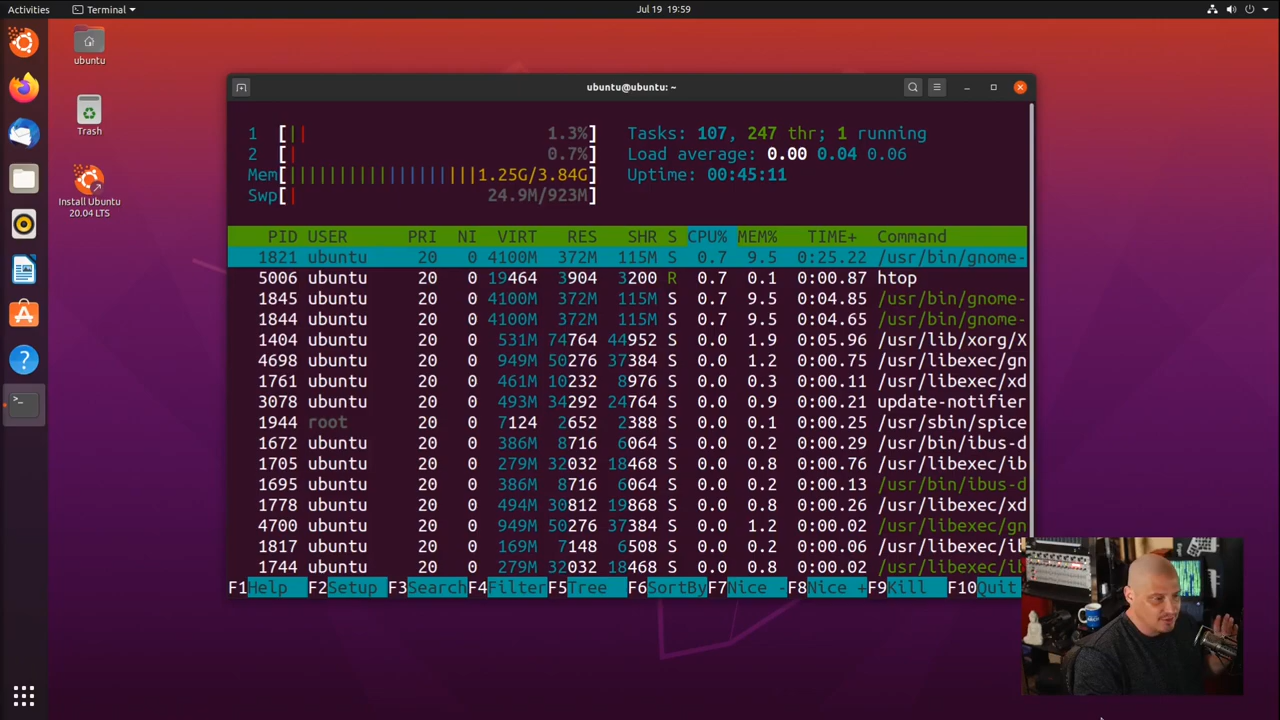 Activities Terminal Jul 19 19:59
ubuntu
Trash
Install Ubuntu
20.04 LTS
ubuntu@ubuntu: ~
1 [|| 1.3%] Tasks: 107, 247 thr; 1 running
2 [| 0.7%] Load average: 0.00 0.04 0.06
Mem[||||||||||||||||||||1.25G/3.84G] Uptime: 00:45:11
Swp[| 24.9M/923M]
PID USER PRI NI VIRT RES SHR S CPU% MEM% TIME+ Command
1821 ubuntu 20 0 4100M 372M 115M S 0.7 9.5 0:25.22 /usr/bin/gnome-
5006 ubuntu 20 0 19464 3904 3200 R 0.7 0.1 0:00.87 htop
1845 ubuntu 20 0 4100M 372M 115M S 0.7 9.5 0:04.85 /usr/bin/gnome-
1844 ubuntu 20 0 4100M 372M 115M S 0.7 9.5 0:04.65 /usr/bin/gnome-
1404 ubuntu 20 0 531M 74764 44952 S 0.0 1.9 0:05.96 /usr/lib/xorg/X
4698 ubuntu 20 0 949M 50276 37384 S 0.0 1.2 0:00.75 /usr/libexec/gn
1761 ubuntu 20 0 461M 10232 8976 S 0.0 0.3 0:00.11 /usr/libexec/xd
3078 ubuntu 20 0 493M 34292 24764 S 0.0 0.9 0:00.21 update-notifier
1944 root 20 0 7124 2652 2388 S 0.0 0.1 0:00.25 /usr/sbin/spice
1672 ubuntu 20 0 386M 8716 6064 S 0.0 0.2 0:00.29 /usr/bin/ibus-d
1705 ubuntu 20 0 279M 32032 18468 S 0.0 0.8 0:00.76 /usr/libexec/ib
1695 ubuntu 20 0 386M 8716 6064 S 0.0 0.2 0:00.13 /usr/bin/ibus-d
1778 ubuntu 20 0 494M 30812 19868 S 0.0 0.8 0:00.26 /usr/libexec/xd
4700 ubuntu 20 0 949M 50276 37384 S 0.0 1.2 0:00.02 /usr/libexec/gn
1817 ubuntu 20 0 169M 7148 6508 S 0.0 0.2 0:00.06 /usr/libexec/i
1744 ubuntu 20 0 279M 32032 18468 S 0.0 0.8 0:00.02 /usr/libexec/i
F1Help F2Setup F3SearchF4FilterF5Tree F6SortByF7Nice -F8Nice +F9Kill F10Quit